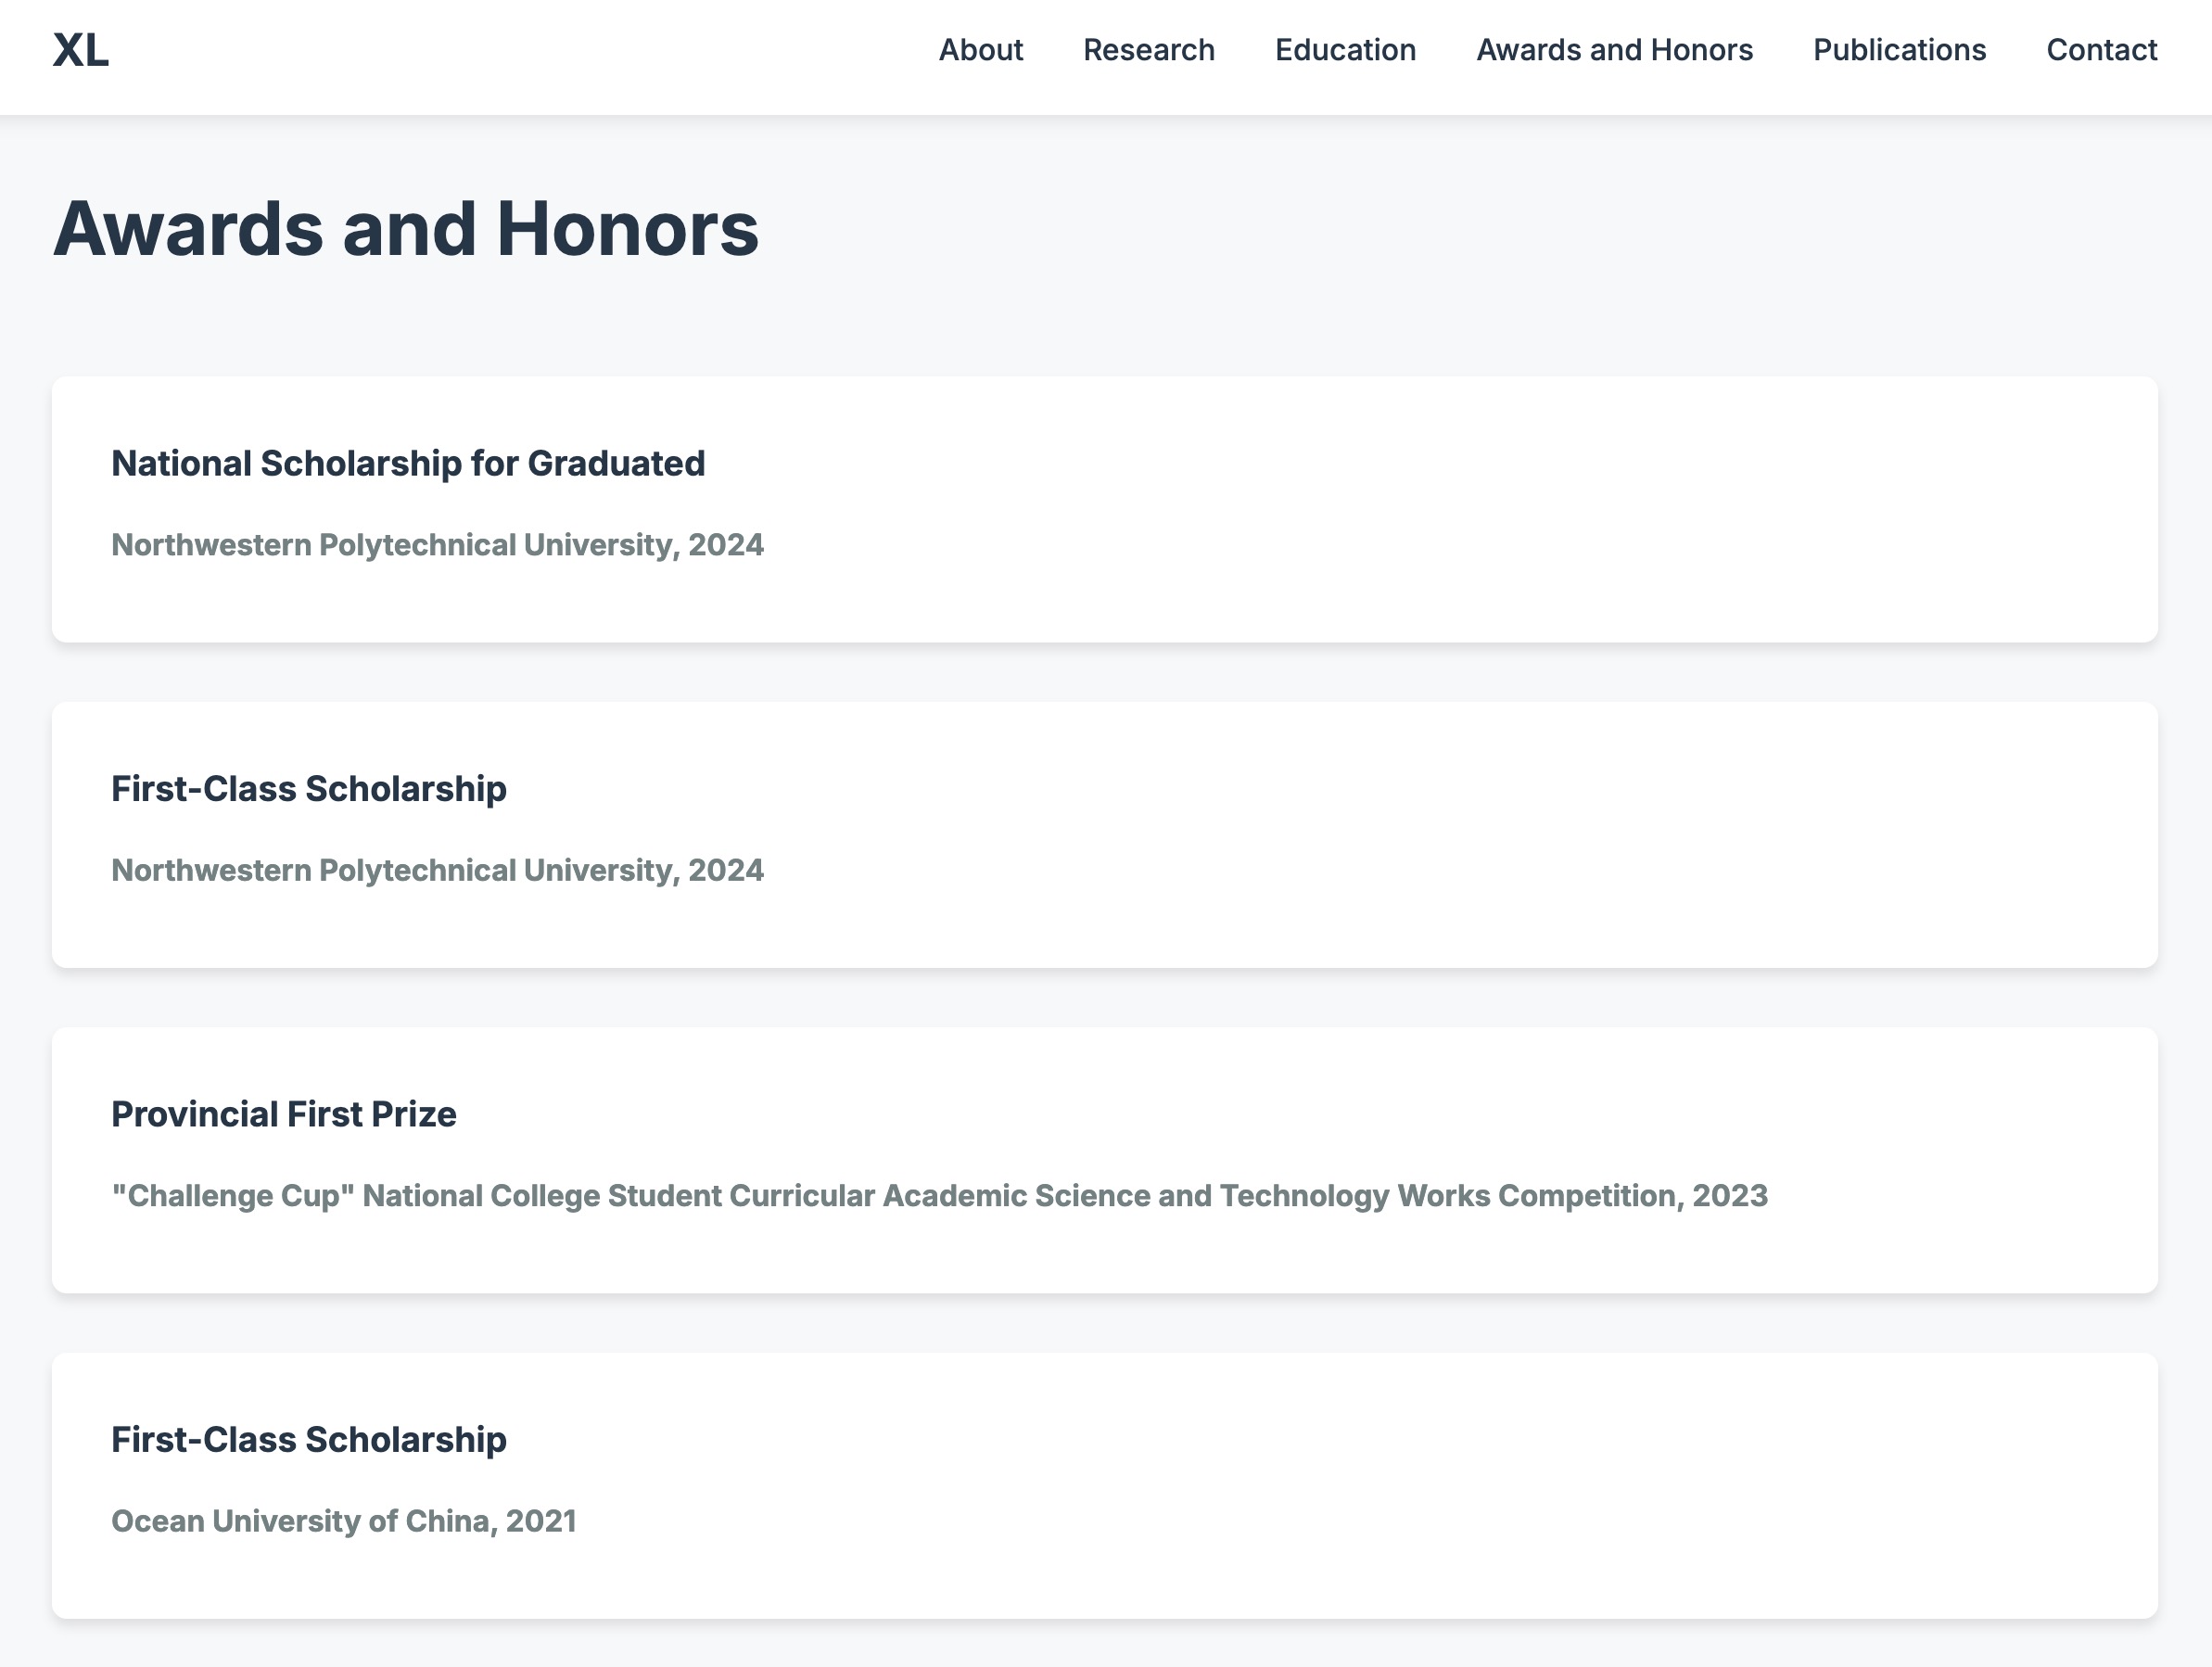 XL
About Research Education Awards and Honors Publications Contact
Awards and Honors
National Scholarship for Graduated
Northwestern Polytechnical University, 2024
First-Class Scholarship
Northwestern Polytechnical University, 2024
Provincial First Prize
"Challenge Cup" National College Student Curricular Academic Science and Technology Works Competition, 2023
First-Class Scholarship
Ocean University of China, 2021